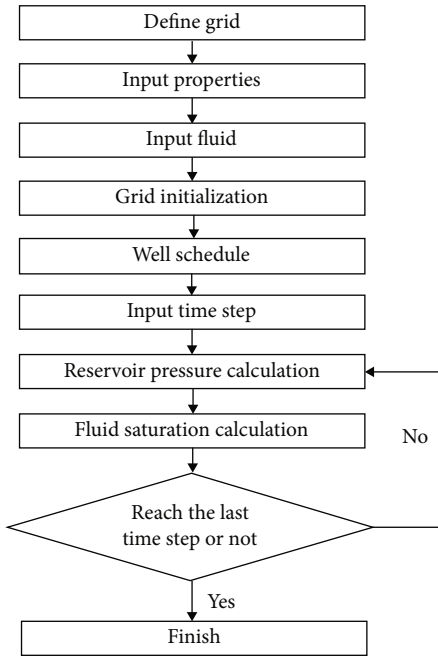 Define grid
Input properties
Input fluid
Grid initialization
Well schedule
Input time step
Reservoir pressure calculation
Fluid saturation calculation
No
Reach the last
time step or not
Yes
Finish